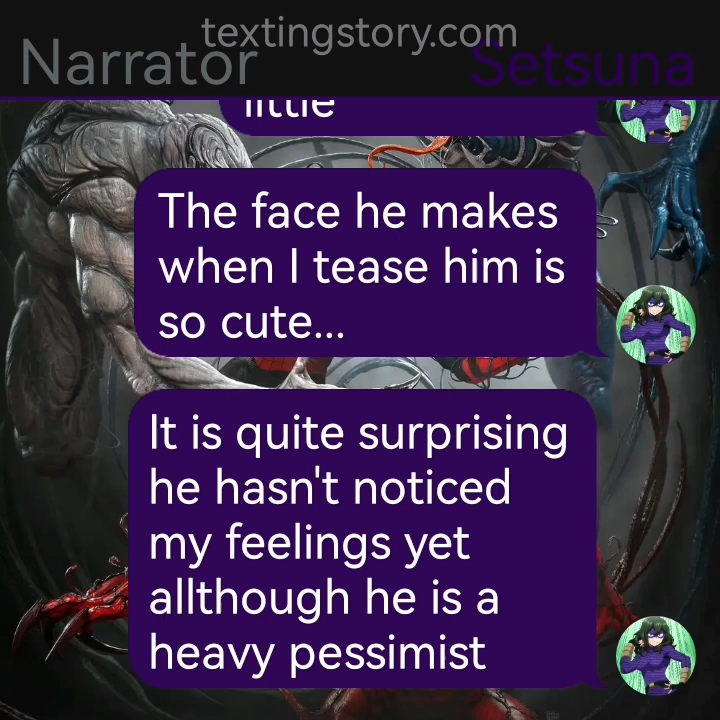 textingstory.com
Narrator
Setsuna
little
The face he makes
when I tease him is
so cute...
It is quite surprising
he hasn't noticed
my feelings yet
allthough he is a
heavy pessimist